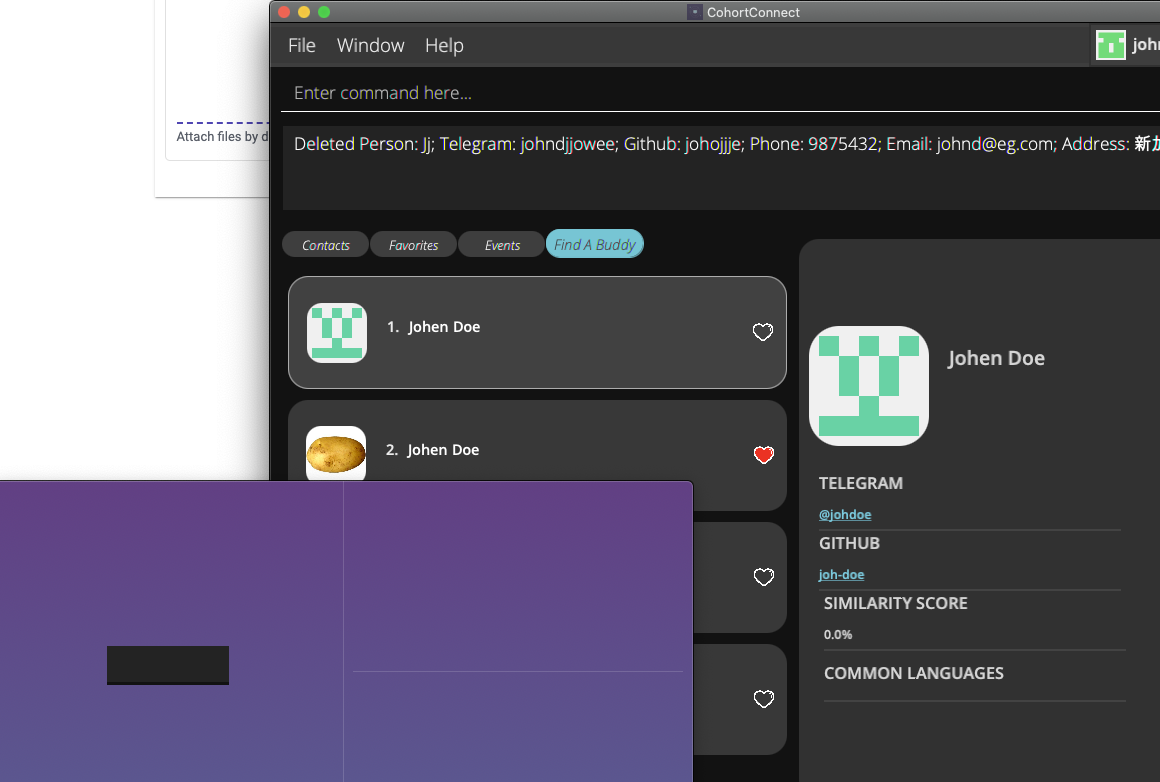 CohortConnect
File Window Help
Enter command here...
Attach files by d
Deleted Person: Jj; Telegram: johndjjowee; Github: johojjje; Phone: 9875432; Email: johnd@eg.com; Address: 新加
Contacts Favorites Events Find A Buddy
1. Johen Doe
Johen Doe
2. Johen Doe
TELEGRAM
@johdoe
GITHUB
joh-doe
SIMILARITY SCORE
0.0%
COMMON LANGUAGES